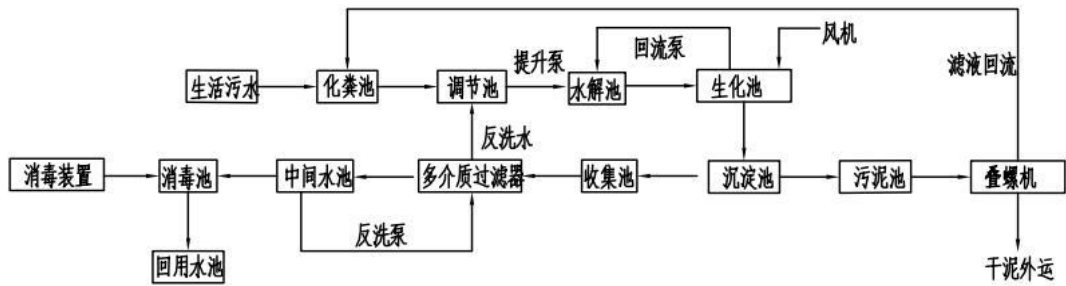 风机
回流泵
提升泵
滤液回流
生活污水
化粪池
调节池
水解池
生化池
反洗水
消毒装置
消毒池
中间水池
多介质过滤器
收集池
沉淀池
污泥池
叠螺机
反洗泵
回用水池
干泥外运